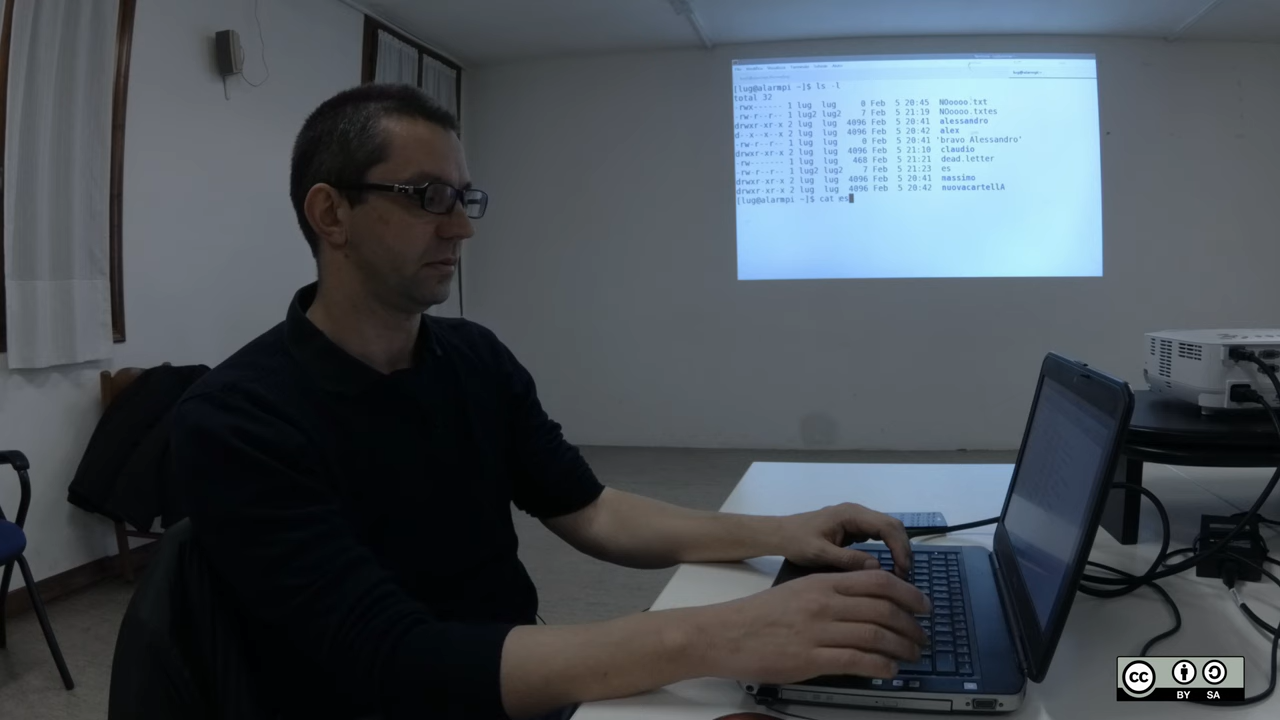 [lug@alarmpi ~]$ ls -l
total 32
-rwx------ 1 lug lug 0 Feb 5 20:45 NOoooo.txt
-rw-r--r-- 1 lug2 lug2 7 Feb 5 21:19 NOoooo.txtes
drwxr-xr-x 2 lug lug 4096 Feb 5 20:41 alessandro
d--x--x--x 2 lug lug 4096 Feb 5 20:42 alex
-rw-r--r-- 1 lug lug 0 Feb 5 20:41 'bravo Alessandro'
drwxr-xr-x 2 lug lug 4096 Feb 5 21:10 claudio
-rw------- 1 lug lug 468 Feb 5 21:21 dead.letter
-rw-r--r-- 1 lug2 lug2 7 Feb 5 21:23 es
drwxr-xr-x 2 lug lug 4096 Feb 5 20:41 massimo
drwxr-xr-x 2 lug lug 4096 Feb 5 20:42 nuovacartellA
[lug@alarmpi ~]$ cat es
cc
BY SA